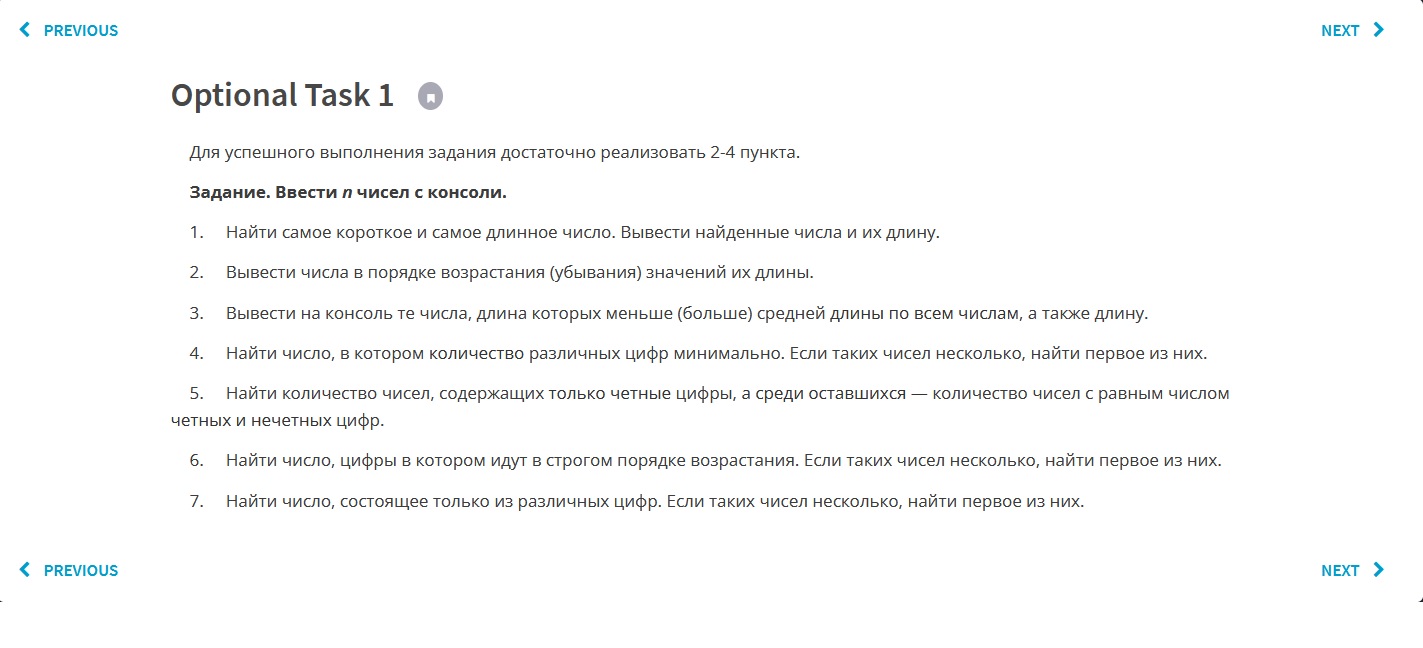 PREVIOUS NEXT
Optional Task 1
Для успешного выполнения задания достаточно реализовать 2-4 пункта.
Задание. Ввести n чисел с консоли.
1. Найти самое короткое и самое длинное число. Вывести найденные числа и их длину.
2. Вывести числа в порядке возрастания (убывания) значений их длины.
3. Вывести на консоль те числа, длина которых меньше (больше) средней длины по всем числам, а также длину.
4. Найти число, в котором количество различных цифр минимально. Если таких чисел несколько, найти первое из них.
5. Найти количество чисел, содержащих только четные цифры, а среди оставшихся — количество чисел с равным числом
четных и нечетных цифр.
6. Найти число, цифры в котором идут в строгом порядке возрастания. Если таких чисел несколько, найти первое из них.
7. Найти число, состоящее только из различных цифр. Если таких чисел несколько, найти первое из них.
PREVIOUS NEXT